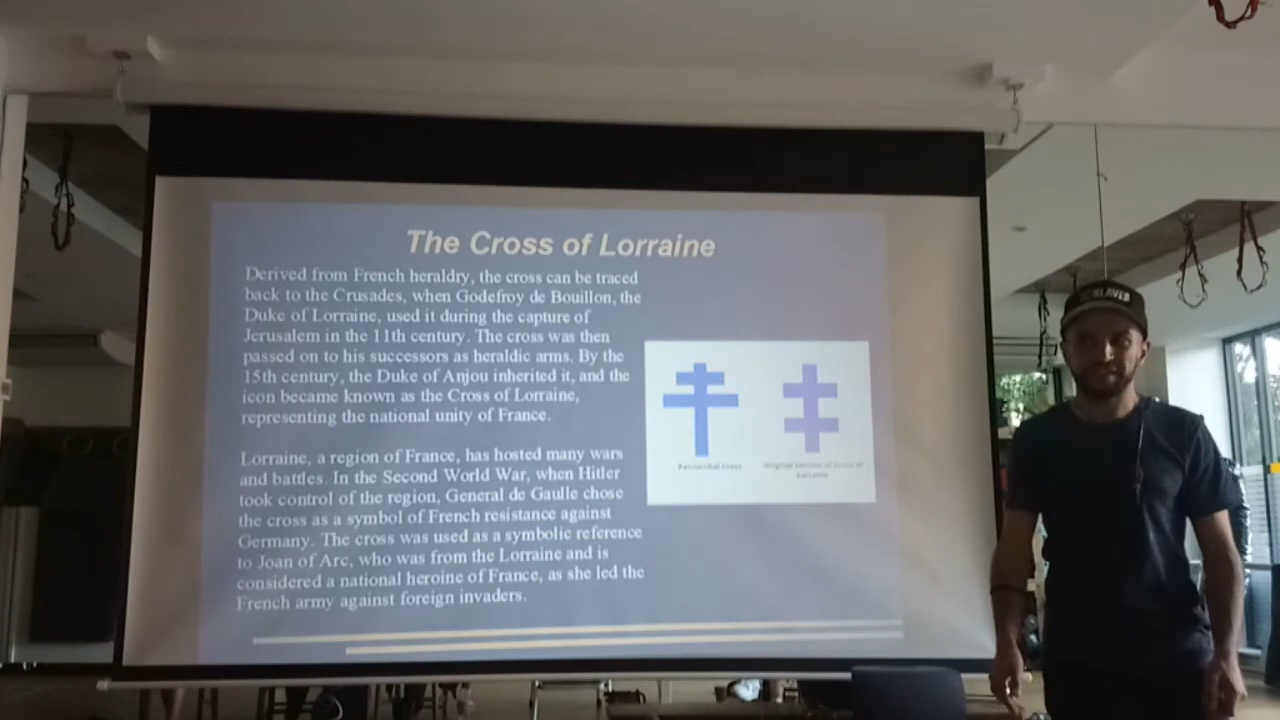 The Cross of Lorraine
Derived from French heraldry, the cross can be traced
back to the Crusades, when Godefroy de Bouillon, the
Duke of Lorraine, used it during the capture of
Jerusalem in the 11th century. The cross was then
passed on to his successors as heraldic arms. By the
15th century, the Duke of Anjou inherited it, and the
icon became known as the Cross of Lorraine,
representing the national unity of France.
Lorraine, a region of France, has hosted many wars
and battles. In the Second World War, when Hitler
took control of the region, General de Gaulle chose
the cross as a symbol of French resistance against
Germany. The cross was used as a symbolic reference
to Joan of Arc, who was from the Lorraine and is
considered a national heroine of France, as she led the
French army against foreign invaders.
Patriarchal Cross
Original version of Cross of
Lorraine